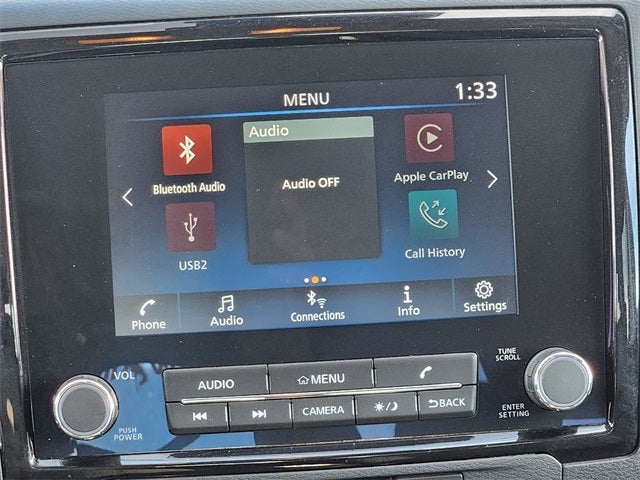 MENU 1:33
Bluetooth Audio
USB2
Audio
Audio OFF
Apple CarPlay
Call History
Phone
Audio
Connections
Info
Settings
VOL
PUSH
POWER
AUDIO
MENU
CAMERA
BACK
TUNE
SCROLL
ENTER
SETTING